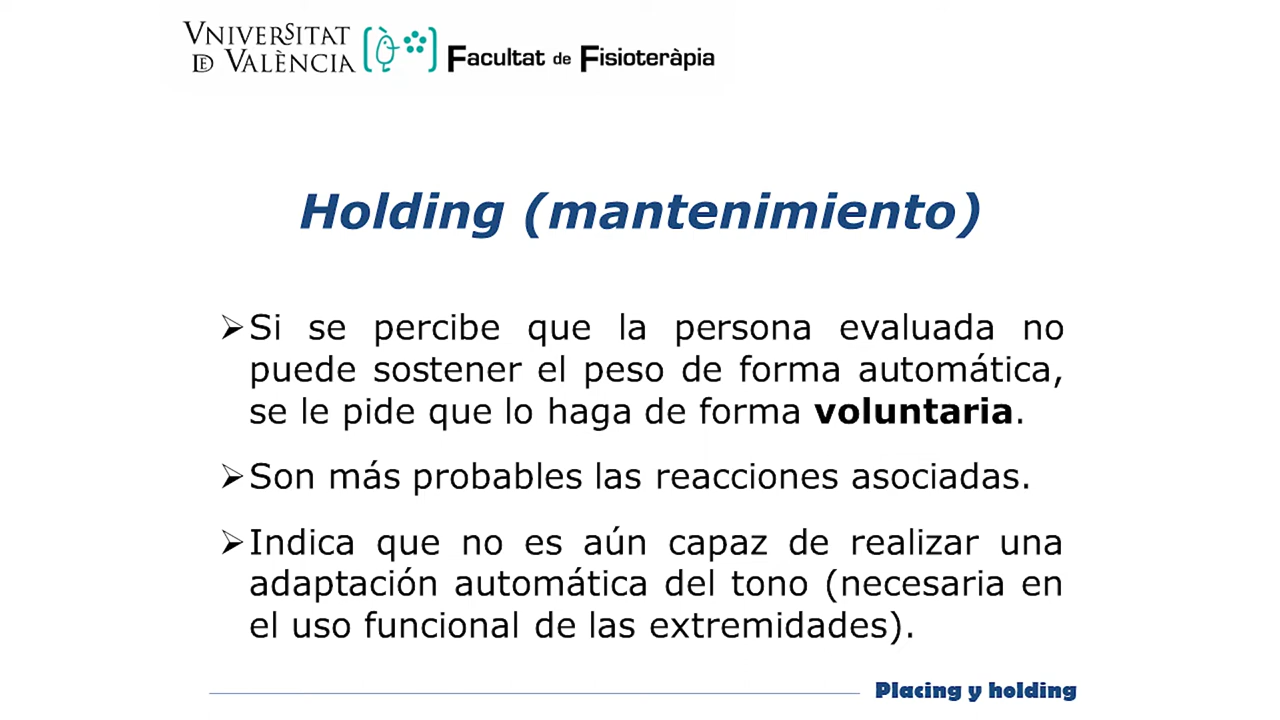 VNIVERSITAT
DE VALÈNCIA
Facultat de Fisioteràpia
Holding (mantenimiento)
➢Si se percibe que la persona evaluada no
puede sostener el peso de forma automática,
se le pide que lo haga de forma voluntaria.
➢Son más probables las reacciones asociadas.
➢Indica que no es aún capaz de realizar una
adaptación automática del tono (necesaria en
el uso funcional de las extremidades).
Placing y holding